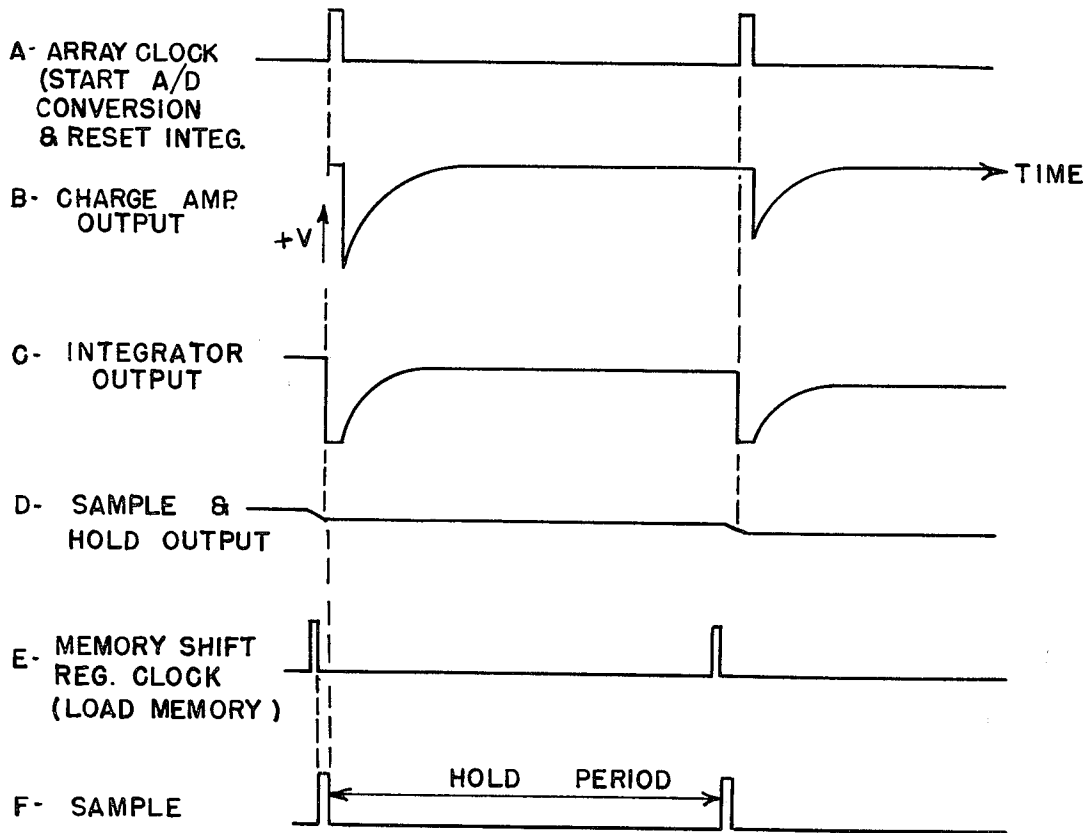 A- ARRAY CLOCK
(START A/D
CONVERSION
& RESET INTEG.
TIME
B- CHARGE AMP.
OUTPUT
+V
C- INTEGRATOR
OUTPUT
D- SAMPLE &
HOLD OUTPUT
E- MEMORY SHIFT
REG. CLOCK
(LOAD MEMORY)
HOLD PERIOD
F- SAMPLE